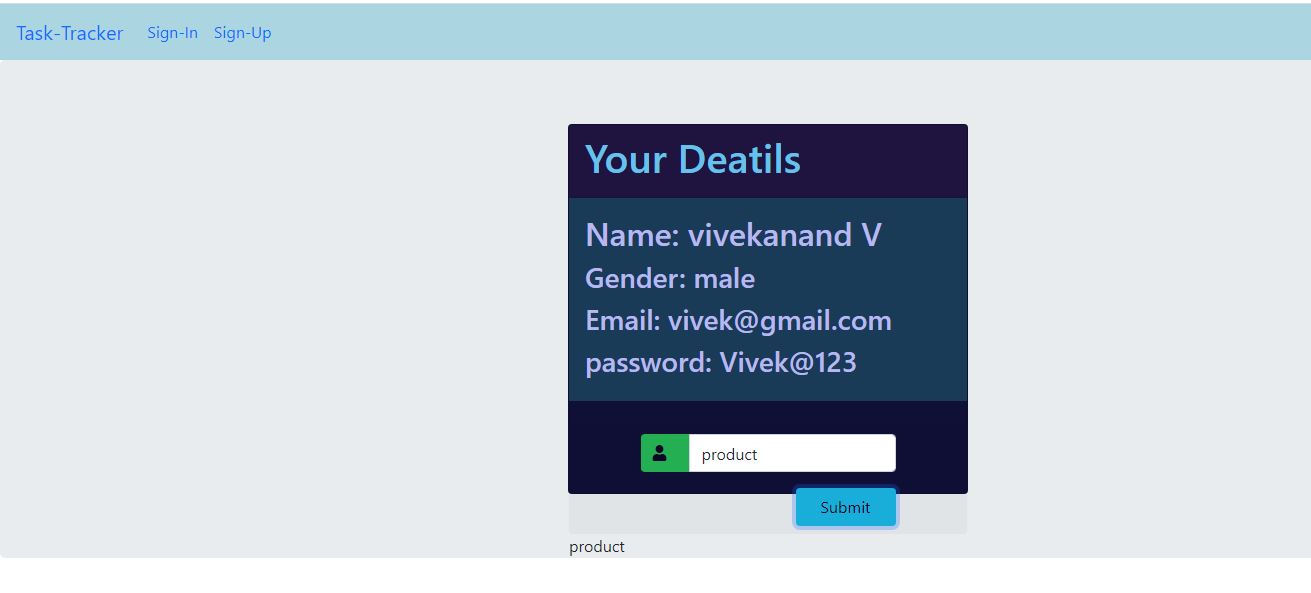 Task-Tracker Sign-In Sign-Up
Your Deatils
Name: vivekanand V
Gender: male
Email: vivek@gmail.com
password: Vivek@123
product
Submit
product